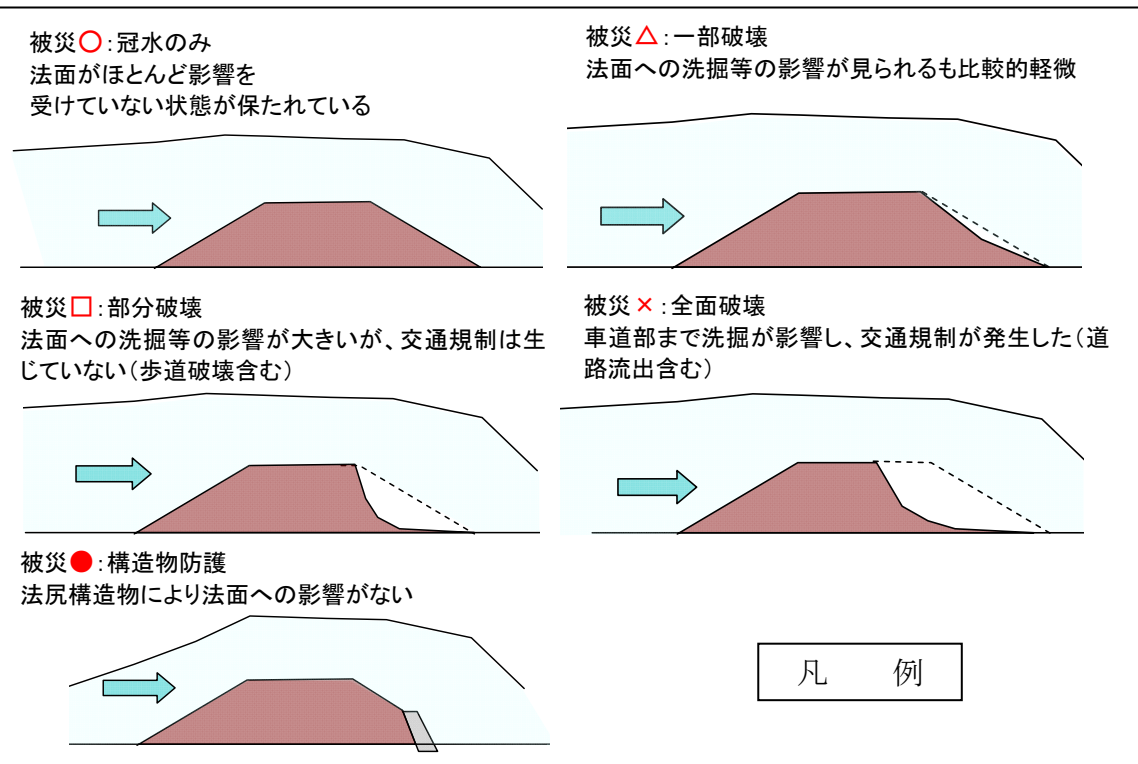 被災○:冠水のみ
法面がほとんど影響を
受けていない状態が保たれている
被災△:一部破壊
法面への洗掘等の影響が見られるも比較的軽微
被災□:部分破壊
法面への洗掘等の影響が大きいが、交通規制は生
じていない(歩道破壊含む)
被災×:全面破壊
車道部まで洗掘が影響し、交通規制が発生した(道
路流出含む)
被災●:構造物防護
法尻構造物により法面への影響がない
凡　例